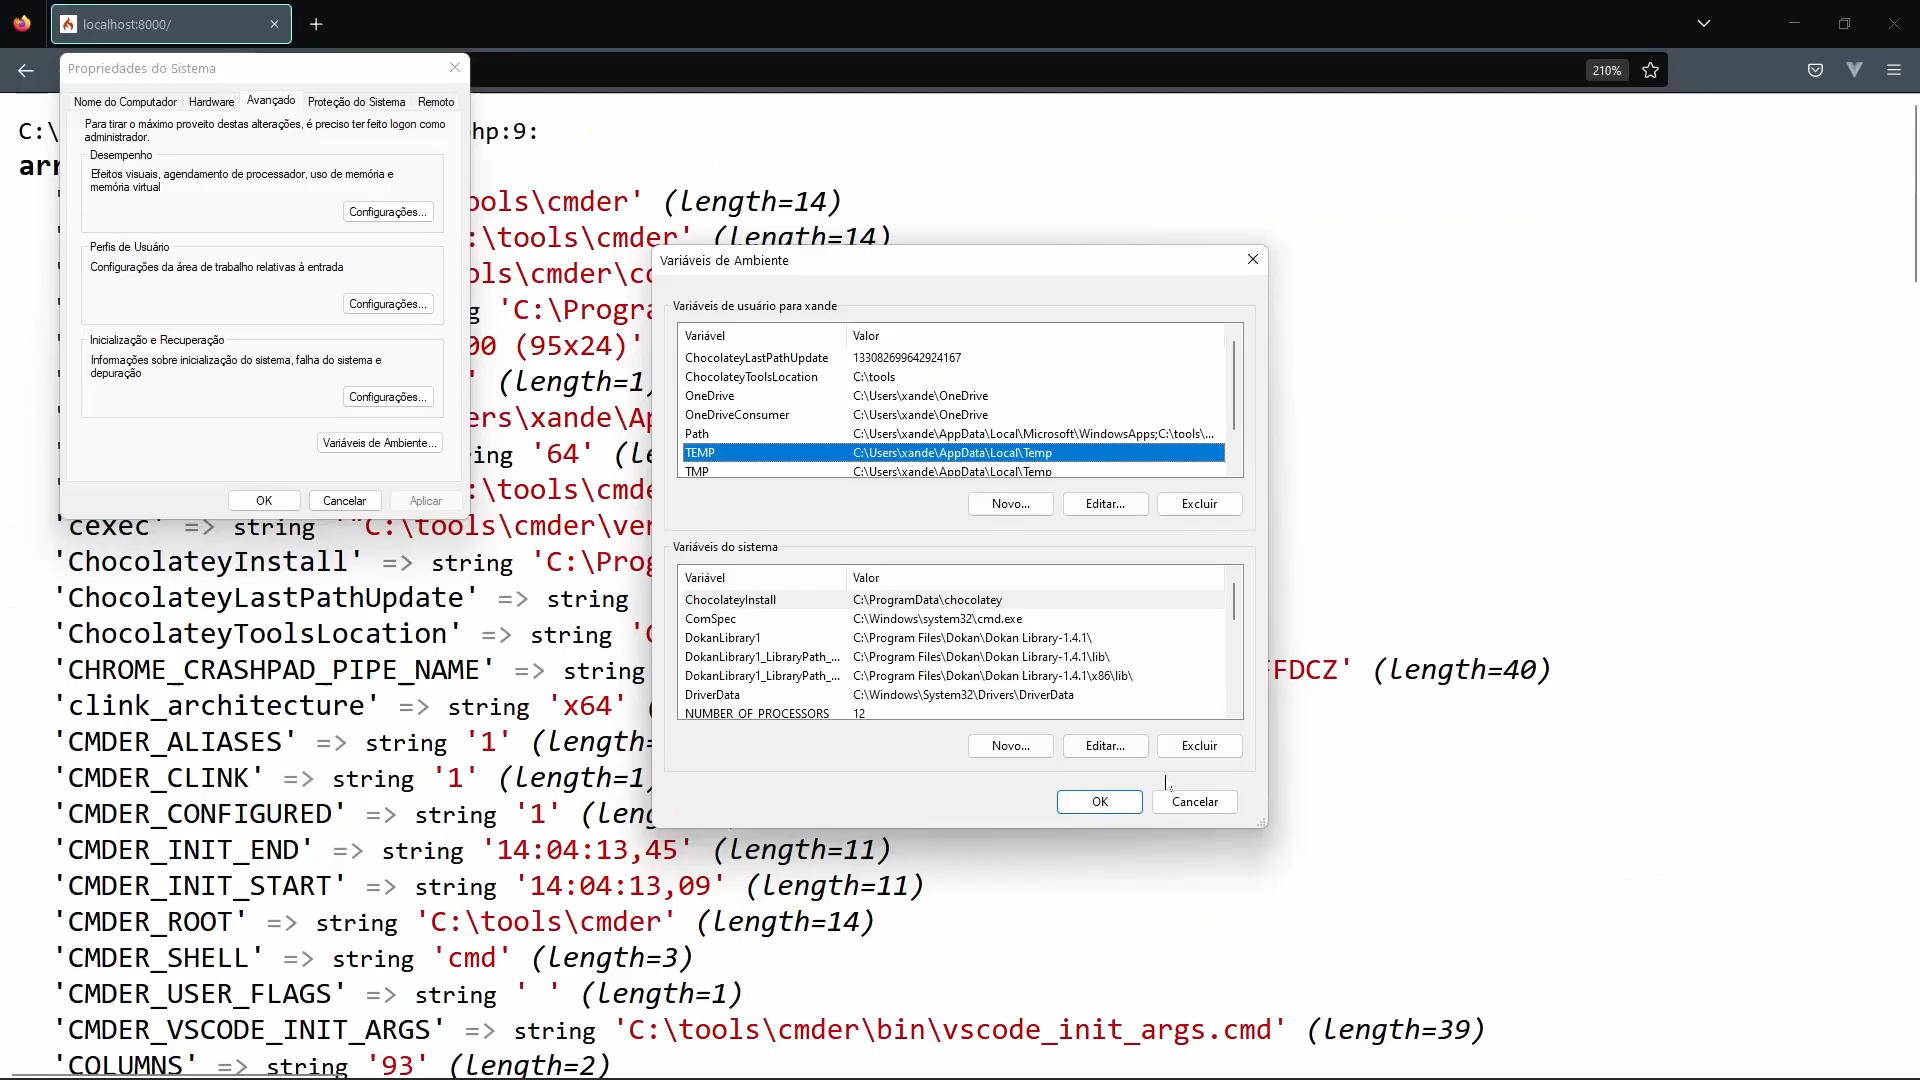 localhost:8000/
210%
Propriedades do Sistema
Nome do Computador Hardware Avançado Proteção do Sistema Remoto
Para tirar o máximo proveito destas alterações, é preciso ter feito logon como
administrador.
Desempenho
Efeitos visuais, agendamento de processador, uso de memória e
memória virtual
Configurações...
Perfis de Usuário
Configurações da área de trabalho relativas à entrada
Configurações...
Inicialização e Recuperação
Informações sobre inicialização do sistema, falha do sistema e
depuração
Configurações...
Variáveis de Ambiente...
OK Cancelar Aplicar
Variáveis de Ambiente
Variáveis de usuário para xande
Variável Valor
ChocolateyLastPathUpdate 133082699642924167
ChocolateyToolsLocation C:\tools
OneDrive C:\Users\xande\OneDrive
OneDriveConsumer C:\Users\xande\OneDrive
Path C:\Users\xande\AppData\Local\Microsoft\WindowsApps;C:\tools\...
TEMP C:\Users\xande\AppData\Local\Temp
TMP C:\Users\xande\AppData\Local\Temp
Novo... Editar... Excluir
Variáveis do sistema
Variável Valor
ChocolateyInstall C:\ProgramData\chocolatey
ComSpec C:\Windows\system32\cmd.exe
DokanLibrary1 C:\Program Files\Dokan\Dokan Library-1.4.1\
DokanLibrary1_LibraryPath_... C:\Program Files\Dokan\Dokan Library-1.4.1\lib\
DokanLibrary1_LibraryPath_... C:\Program Files\Dokan\Dokan Library-1.4.1\x86\lib\
DriverData C:\Windows\System32\Drivers\DriverData
NUMBER_OF_PROCESSORS 12
Novo... Editar... Excluir
OK Cancelar
C:\ hp:9:
arr
ools\cmder' (length=14)
:\tools\cmder' (length=14)
ols\cmder\co
g 'C:\Progra
00 (95x24)'
' (length=1)
ers\xande\Ap
ing '64' (le
:\tools\cmde
'cexec' => string '"C:\tools\cmder\ven
'ChocolateyInstall' => string 'C:\Prog
'ChocolateyLastPathUpdate' => string
'ChocolateyToolsLocation' => string 'C
'CHROME_CRASHPAD_PIPE_NAME' => string FFDCZ' (length=40)
'clink_architecture' => string 'x64' (
'CMDER_ALIASES' => string '1' (length=
'CMDER_CLINK' => string '1' (length=1)
'CMDER_CONFIGURED' => string '1' (leng
'CMDER_INIT_END' => string '14:04:13,45' (length=11)
'CMDER_INIT_START' => string '14:04:13,09' (length=11)
'CMDER_ROOT' => string 'C:\tools\cmder' (length=14)
'CMDER_SHELL' => string 'cmd' (length=3)
'CMDER_USER_FLAGS' => string ' ' (length=1)
'CMDER_VSCODE_INIT_ARGS' => string 'C:\tools\cmder\bin\vscode_init_args.cmd' (length=39)
'COLUMNS' => string '93' (length=2)